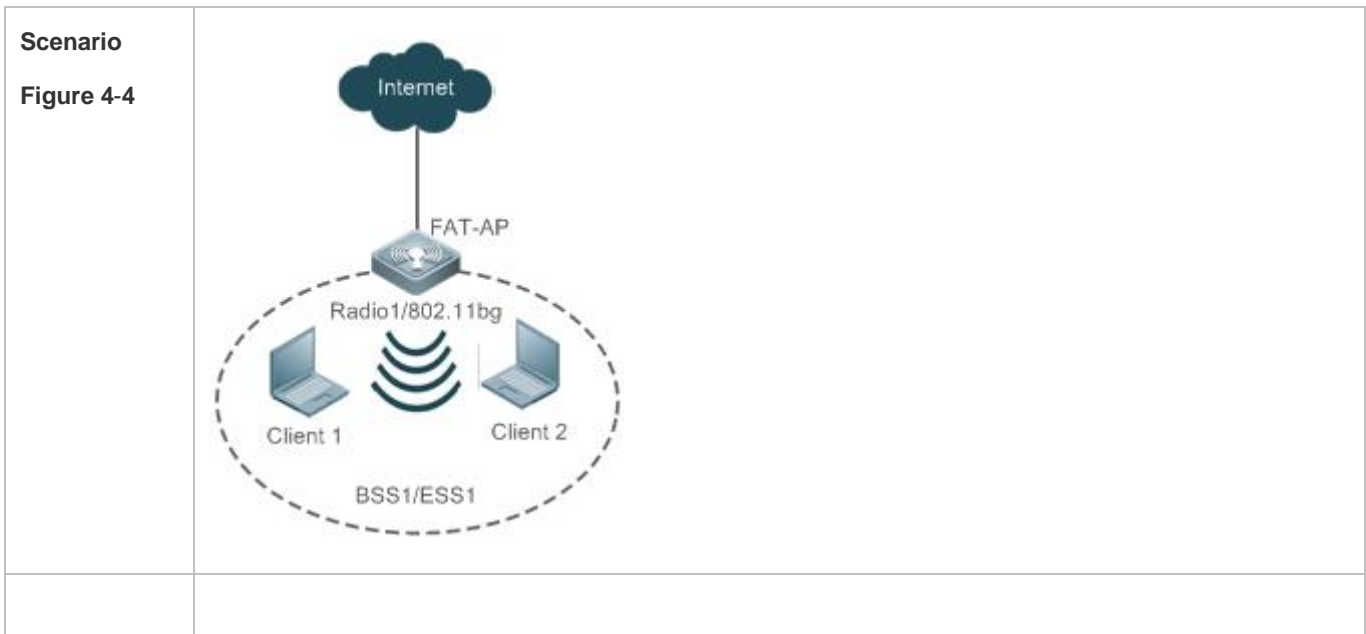 Scenario
Figure 4-4
Internet
FAT-AP
Radio1/802.11bg
Client 1
Client 2
BSS1/ESS1